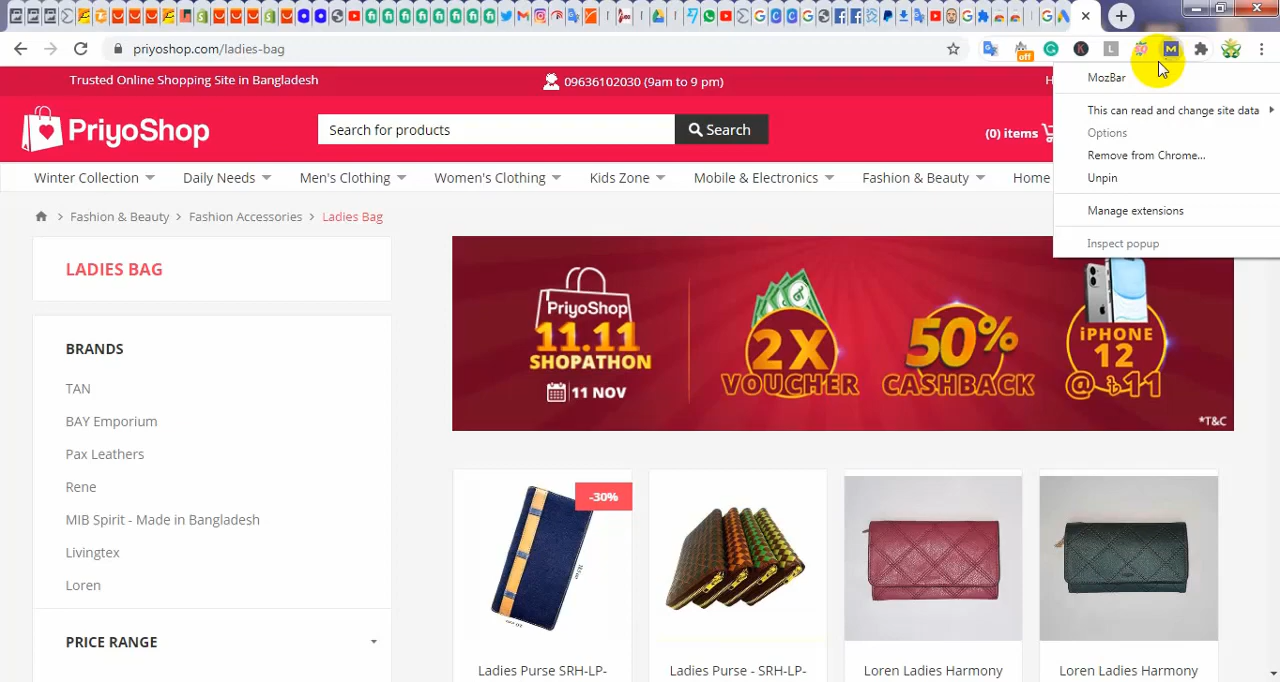 priyoshop.com/ladies-bag
off
MozBar
This can read and change site data
Options
Remove from Chrome...
Unpin
Manage extensions
Inspect popup
Trusted Online Shopping Site in Bangladesh
09636102030 (9am to 9 pm)
H
PriyoShop
Search for products
Search
(0) items
Winter Collection
Daily Needs
Men's Clothing
Women's Clothing
Kids Zone
Mobile & Electronics
Fashion & Beauty
Home
Fashion & Beauty > Fashion Accessories > Ladies Bag
LADIES BAG
BRANDS
TAN
BAY Emporium
Pax Leathers
Rene
MIB Spirit - Made in Bangladesh
Livingtex
Loren
PRICE RANGE
PriyoShop
11.11
SHOPATHON
11 NOV
2X
VOUCHER
50%
CASHBACK
iPHONE
12
@ ৳11
*T&C
-30%
Ladies Purse SRH-LP-
Ladies Purse - SRH-LP-
Loren Ladies Harmony
Loren Ladies Harmony